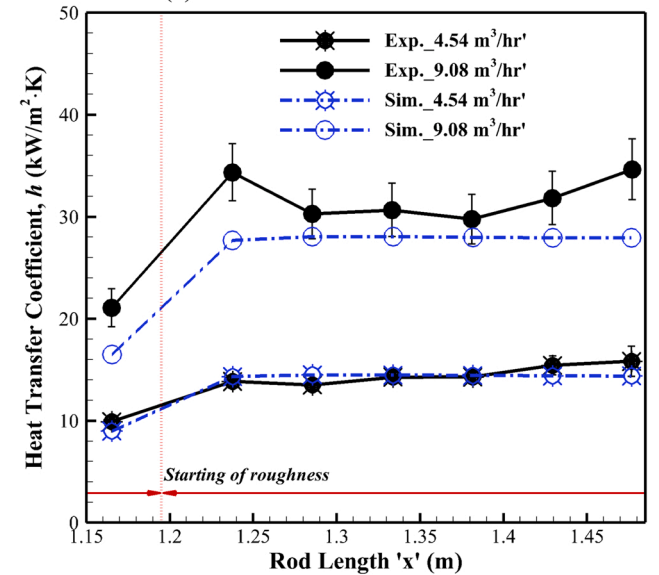 50
40
30
20
10
0
Heat Transfer Coefficient, h (kW/m²·K)
Exp._4.54 m³/hr'
Exp._9.08 m³/hr'
Sim._4.54 m³/hr'
Sim._9.08 m³/hr'
Starting of roughness
1.15 1.2 1.25 1.3 1.35 1.4 1.45
Rod Length 'x' (m)